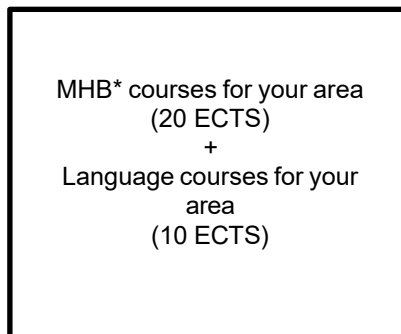 MHB* courses for your area
(20 ECTS)
+
Language courses for your
area
(10 ECTS)